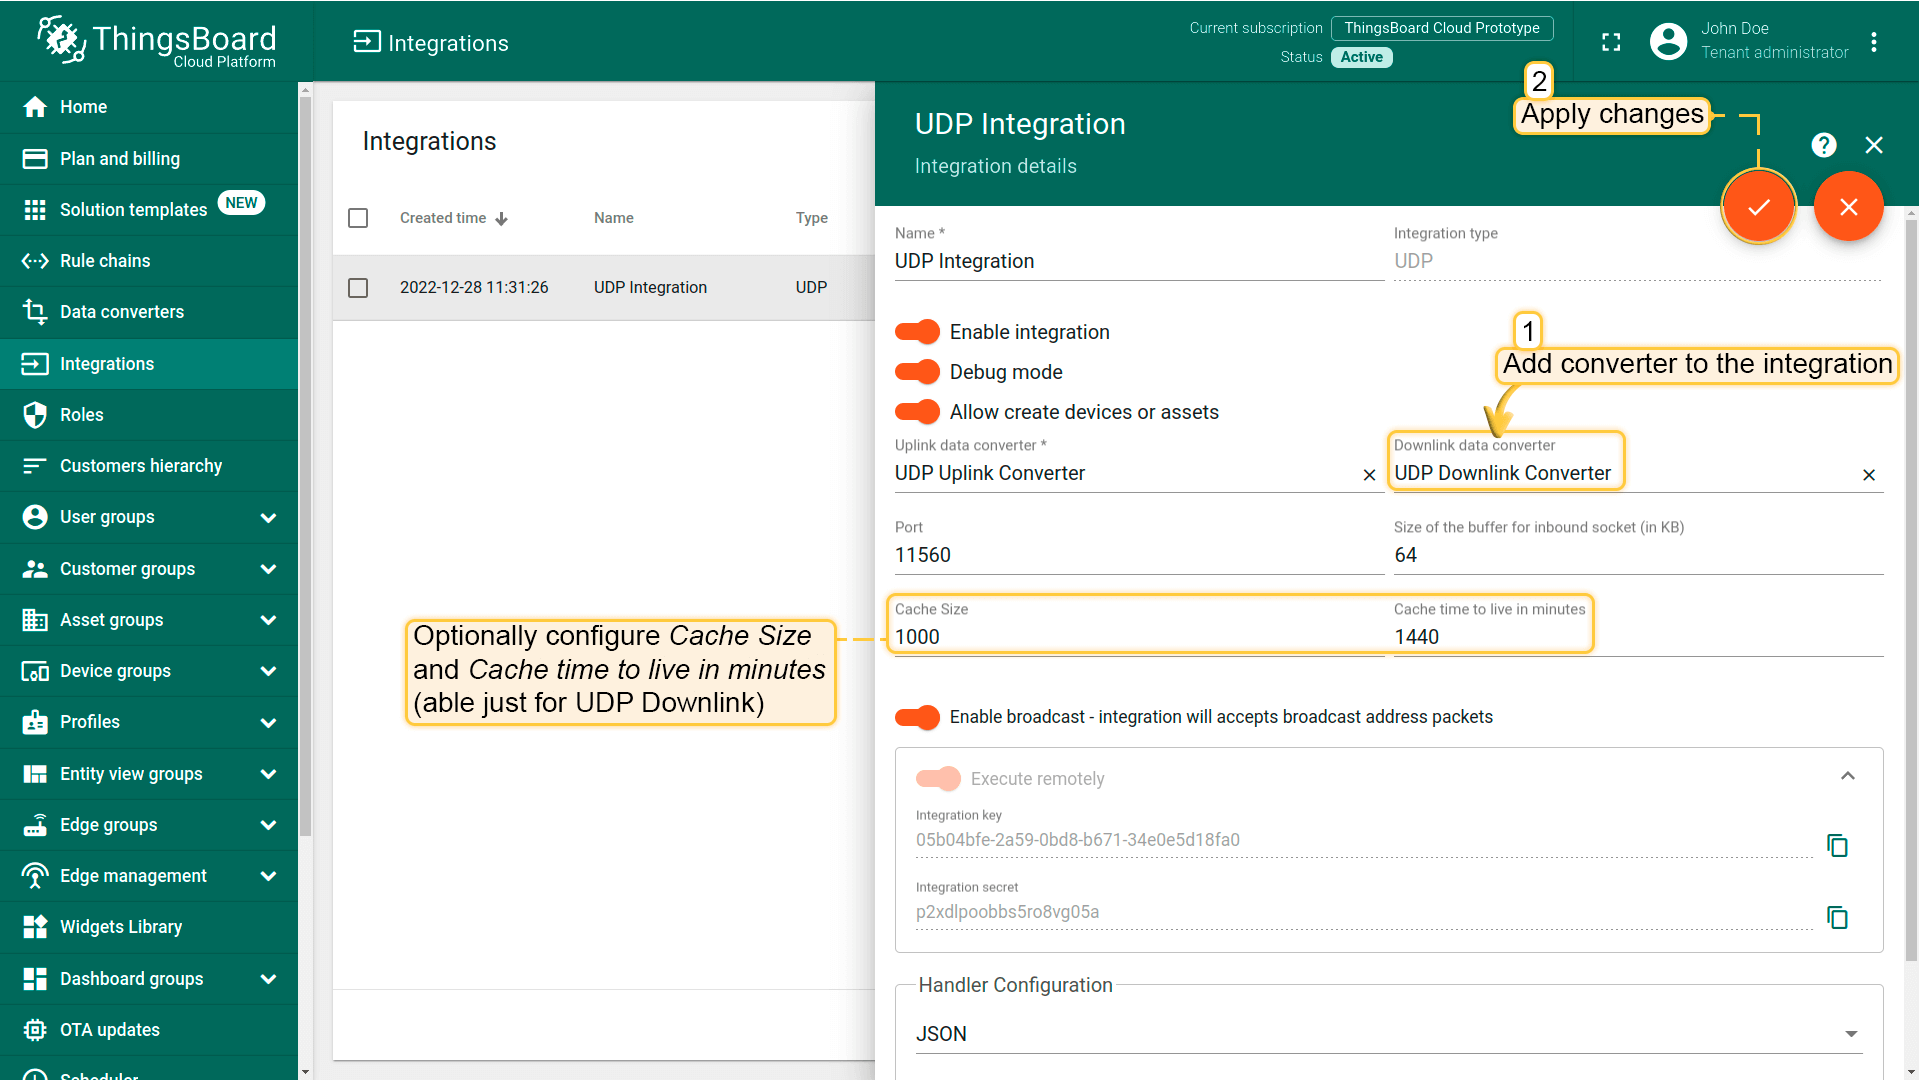 ThingsBoard
Cloud Platform
Integrations
Current subscription
ThingsBoard Cloud Prototype
Status
Active
John Doe
Tenant administrator
Home
Plan and billing
Solution templates
NEW
Rule chains
Data converters
Integrations
Roles
Customers hierarchy
User groups
Customer groups
Asset groups
Device groups
Profiles
Entity view groups
Edge groups
Edge management
Widgets Library
Dashboard groups
OTA updates
Scheduler
Integrations
Created time
Name
Type
2022-12-28 11:31:26
UDP Integration
UDP
Optionally configure Cache Size
and Cache time to live in minutes
(able just for UDP Downlink)
UDP Integration
Integration details
2
Apply changes
?
Name *
UDP Integration
Integration type
UDP
Enable integration
Debug mode
Allow create devices or assets
1
Add converter to the integration
Uplink data converter *
UDP Uplink Converter
Downlink data converter
UDP Downlink Converter
Port
11560
Size of the buffer for inbound socket (in KB)
64
Cache Size
1000
Cache time to live in minutes
1440
Enable broadcast - integration will accepts broadcast address packets
Execute remotely
Integration key
05b04bfe-2a59-0bd8-b671-34e0e5d18fa0
Integration secret
p2xdlpoobbs5ro8vg05a
Handler Configuration
JSON